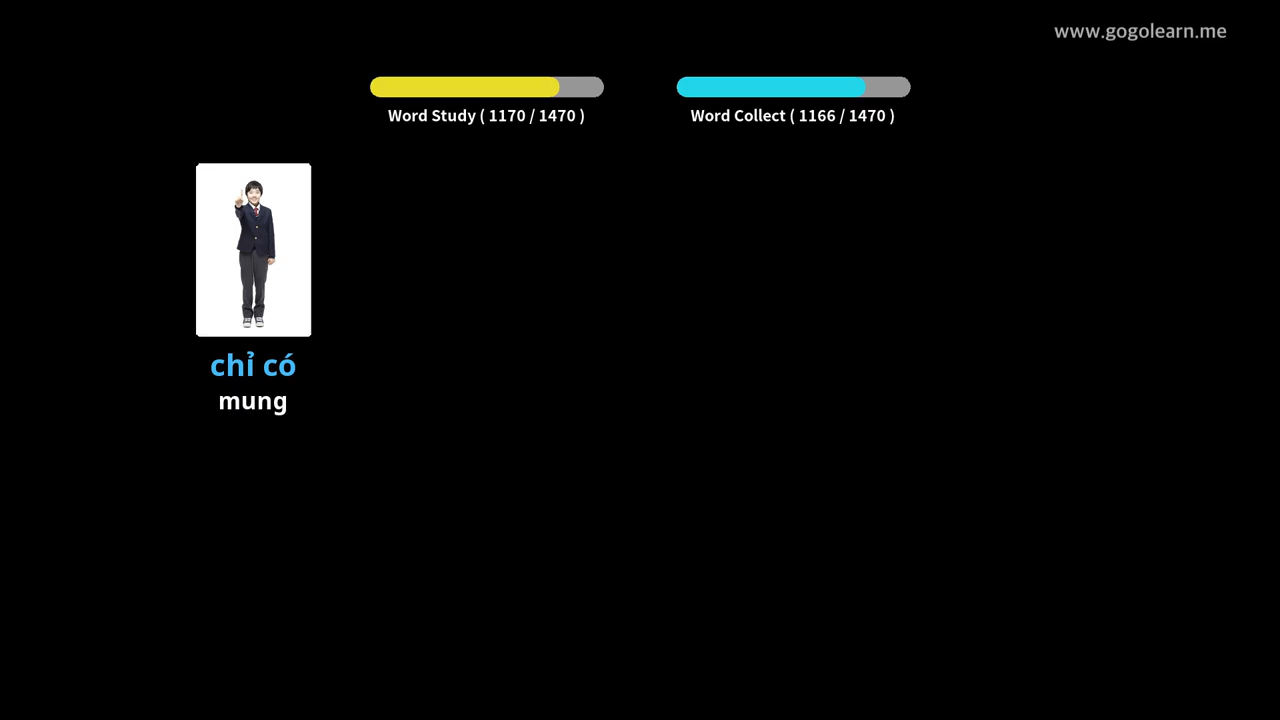 www.gogolearn.me
Word Study ( 1170 / 1470 )
Word Collect ( 1166 / 1470 )
chỉ có
mung